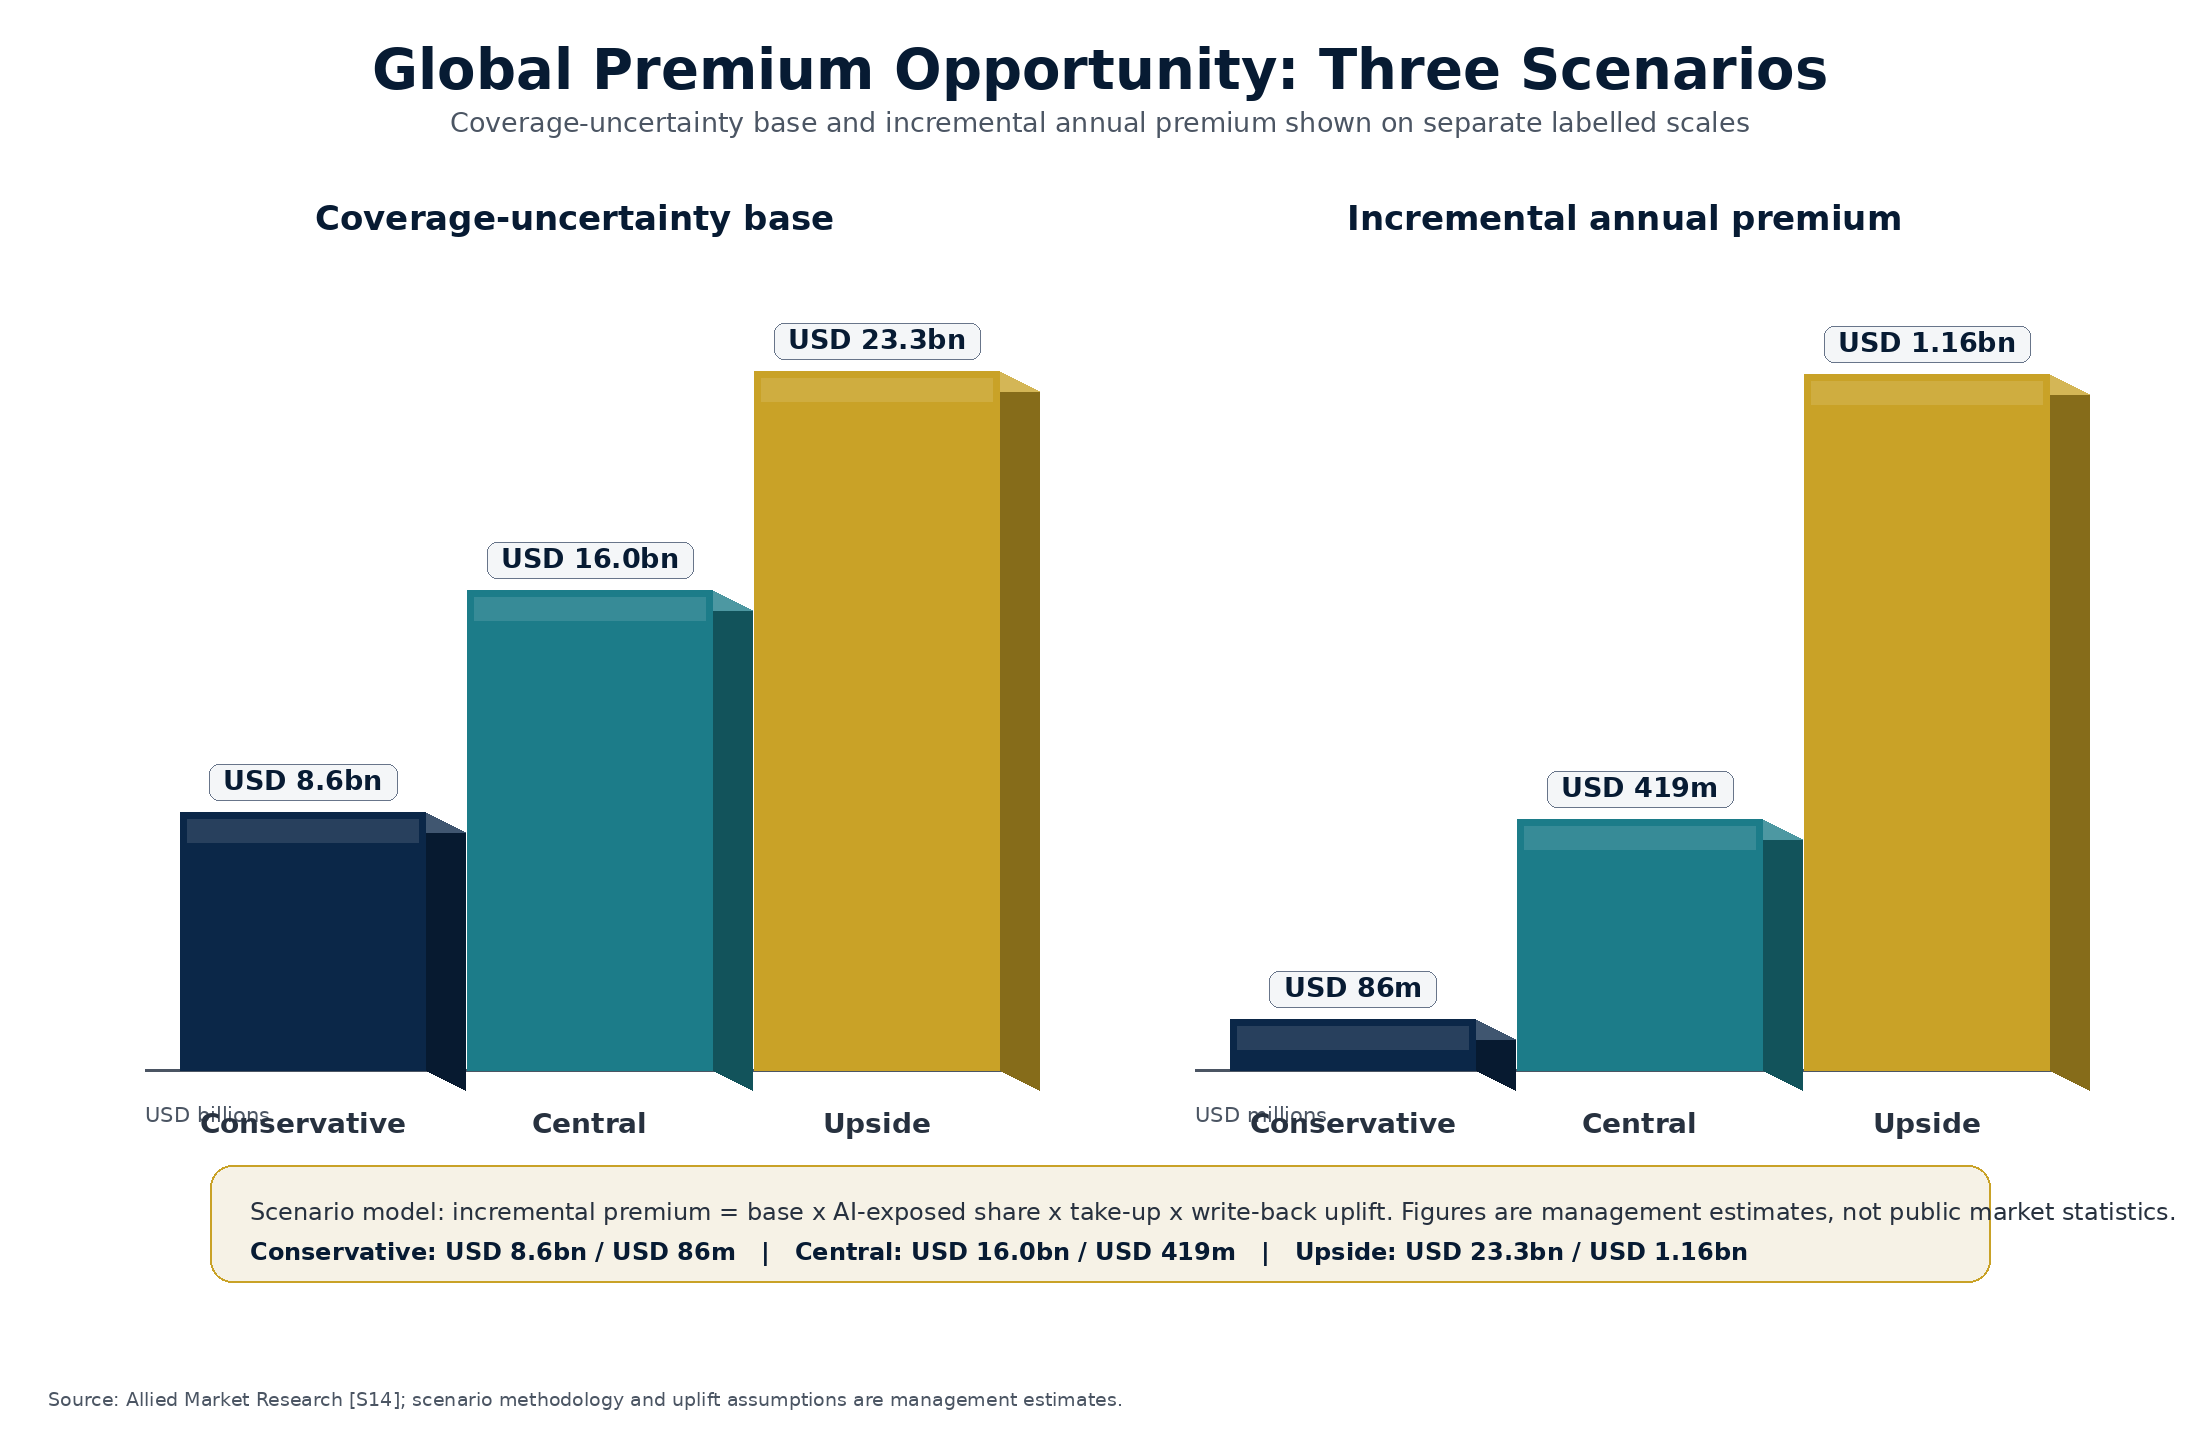 Global Premium Opportunity: Three Scenarios
Coverage-uncertainty base and incremental annual premium shown on separate labelled scales
Coverage-uncertainty base
USD 23.3bn
USD 16.0bn
USD 8.6bn
USD billions
Conservative
Central
Upside
Incremental annual premium
USD 1.16bn
USD 419m
USD 86m
USD millions
Conservative
Central
Upside
Scenario model: incremental premium = base x AI-exposed share x take-up x write-back uplift. Figures are management estimates, not public market statistics.
Conservative: USD 8.6bn / USD 86m | Central: USD 16.0bn / USD 419m | Upside: USD 23.3bn / USD 1.16bn
Source: Allied Market Research [S14]; scenario methodology and uplift assumptions are management estimates.